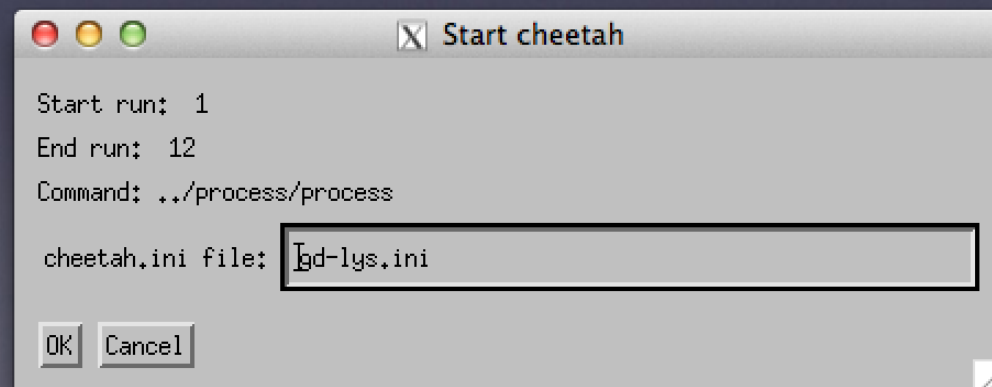 Start cheetah
Start run: 1
End run: 12
Command: ../process/process
cheetah.ini file: gd-lys.ini
OK Cancel